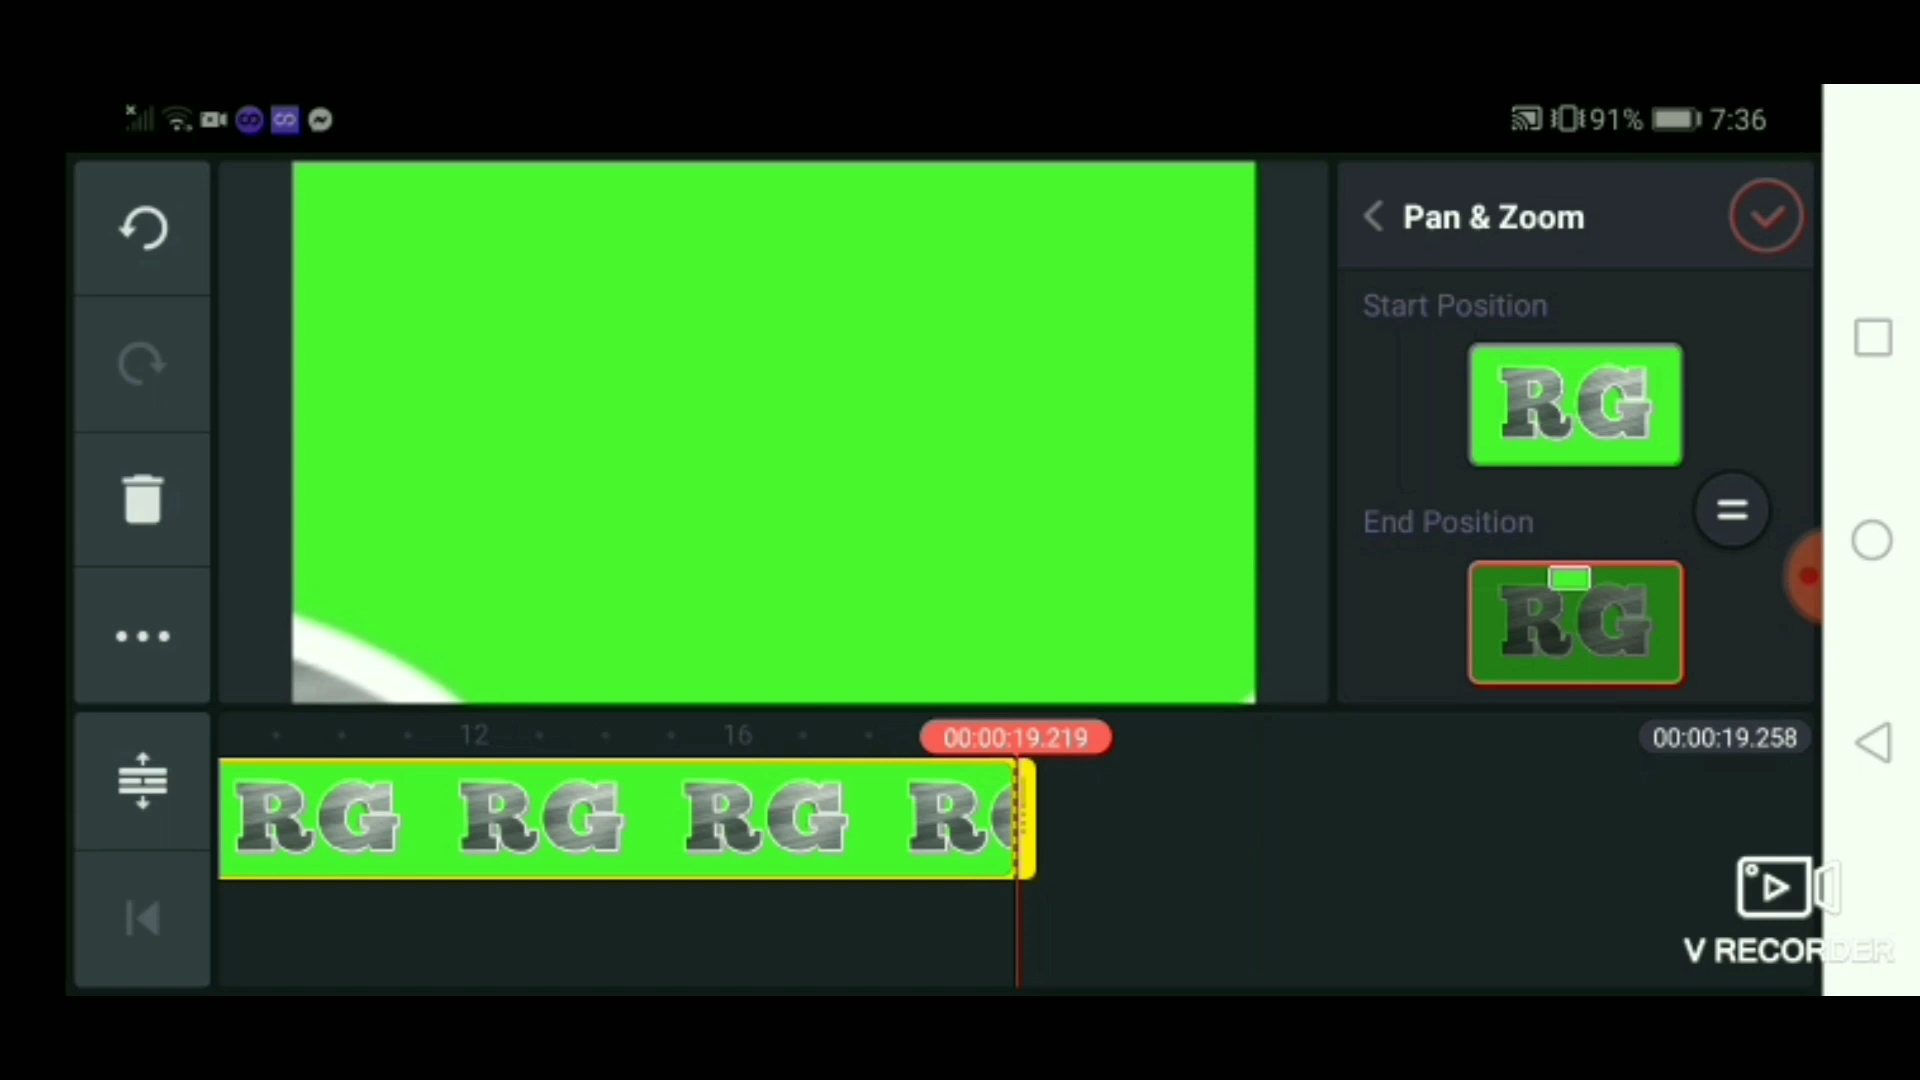 91% 7:36
Pan & Zoom
Start Position
RG
End Position
RG
12 16 00:00:19.219 00:00:19.258
RG RG RG RG
V RECORDER